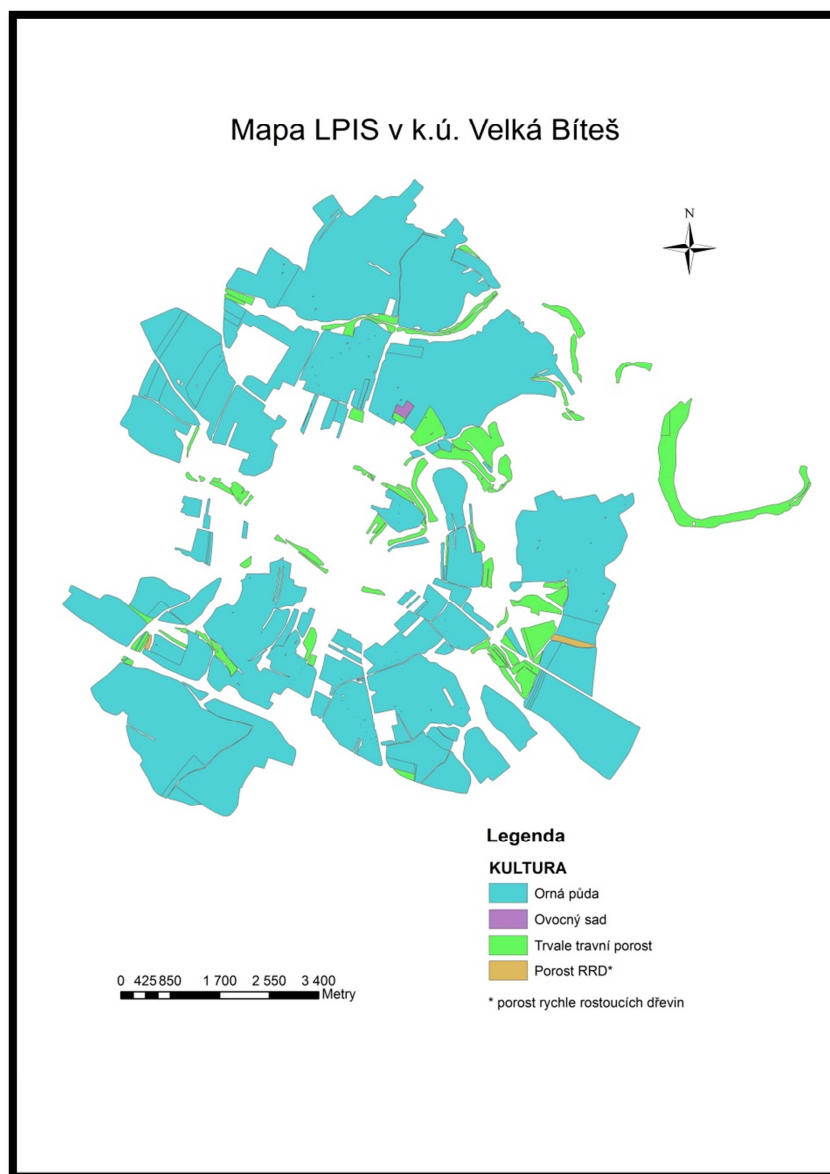 Mapa LPIS v k.ú. Velká Bíteš
N
Legenda
KULTURA
Orná půda
Ovocný sad
Trvale travní porost
Porost RRD*
* porost rychle rostoucích dřevin
0 425 850 1 700 2 550 3 400
Metry